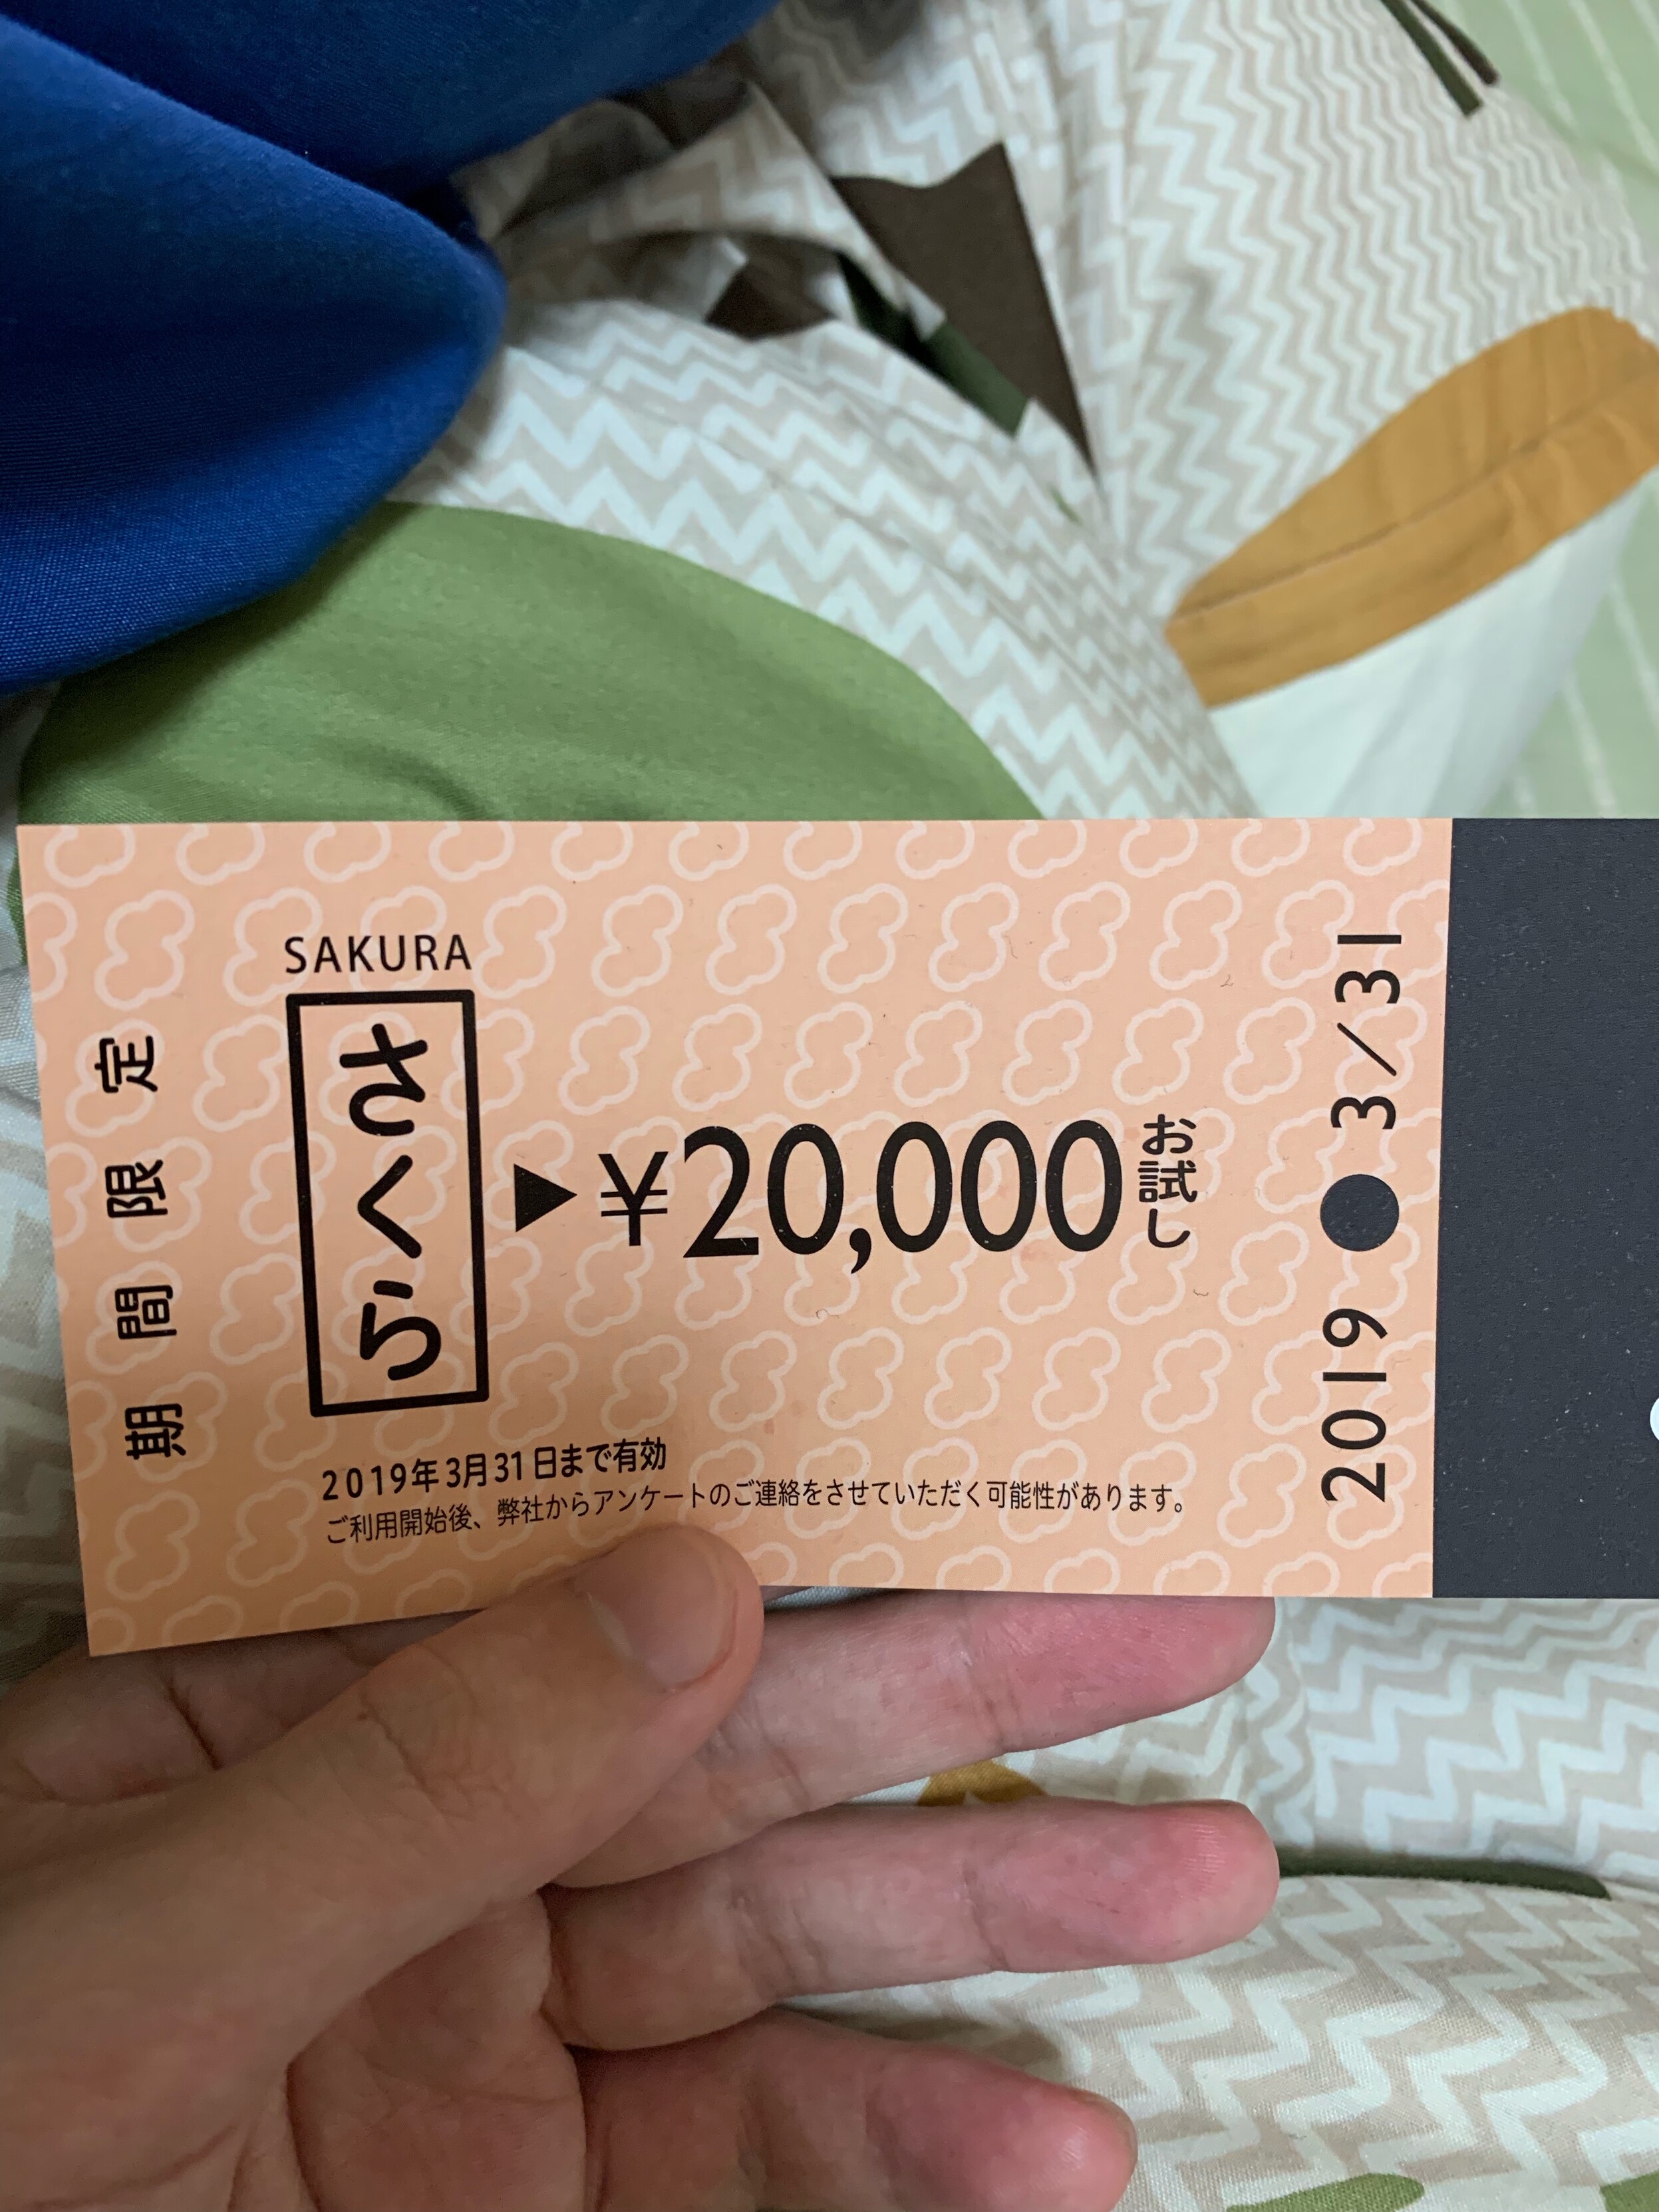 期間限定
SAKURA
さくら
▶¥20,000お試し
2019年3月31日まで有効
ご利用開始後、弊社からアンケートのご連絡をさせていただく可能性があります。
2019●3/31